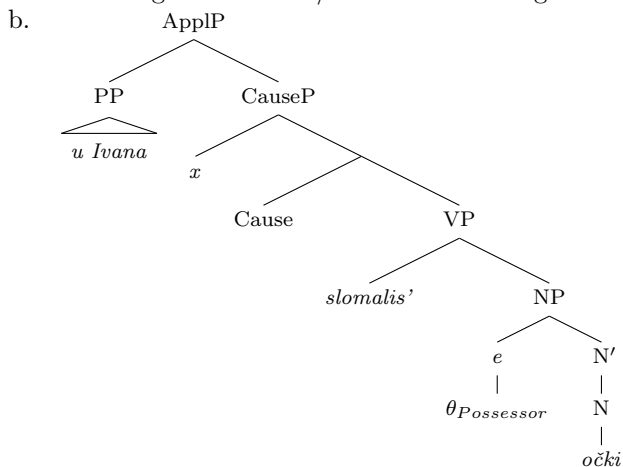 b.
ApplP
PP CauseP
u Ivana
x
Cause VP
slomalis’ NP
e N′
θPossessor N
očki